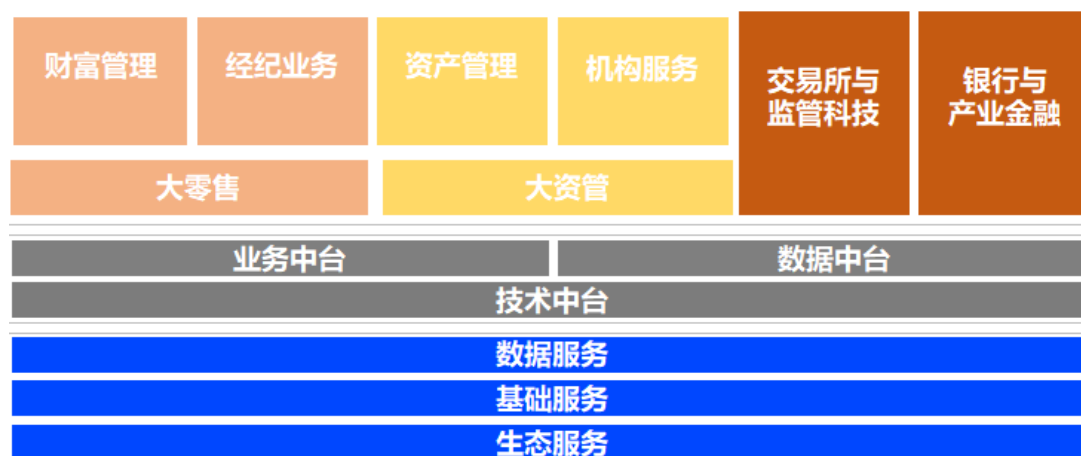 财富管理
经纪业务
资产管理
机构服务
交易所与
监管科技
银行与
产业金融
大零售
大资管
业务中台
数据中台
技术中台
数据服务
基础服务
生态服务